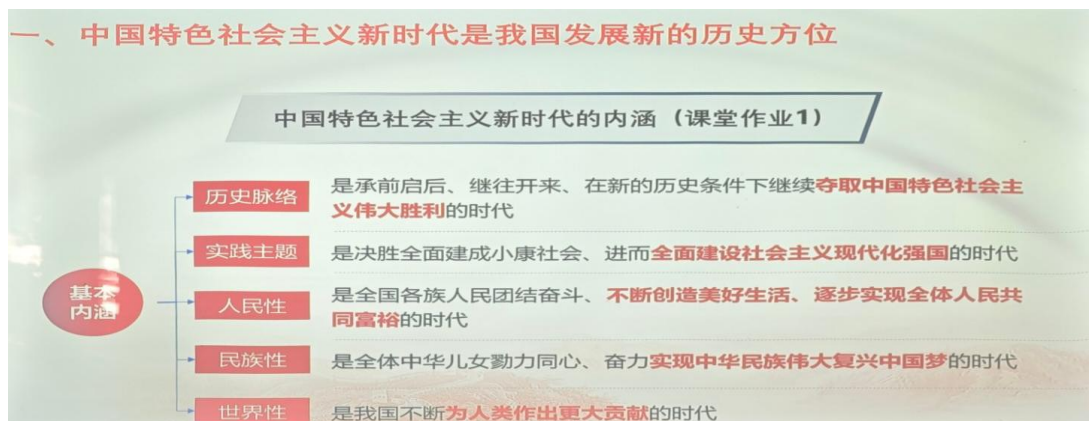 一、中国特色社会主义新时代是我国发展新的历史方位
中国特色社会主义新时代的内涵（课堂作业1）
基本
内涵
历史脉络
是承前启后、继往开来、在新的历史条件下继续夺取中国特色社会主
义伟大胜利的时代
实践主题
是决胜全面建成小康社会、进而全面建设社会主义现代化强国的时代
人民性
是全国各族人民团结奋斗、不断创造美好生活、逐步实现全体人民共
同富裕的时代
民族性
是全体中华儿女勠力同心、奋力实现中华民族伟大复兴中国梦的时代
世界性
是我国不断为人类作出更大贡献的时代